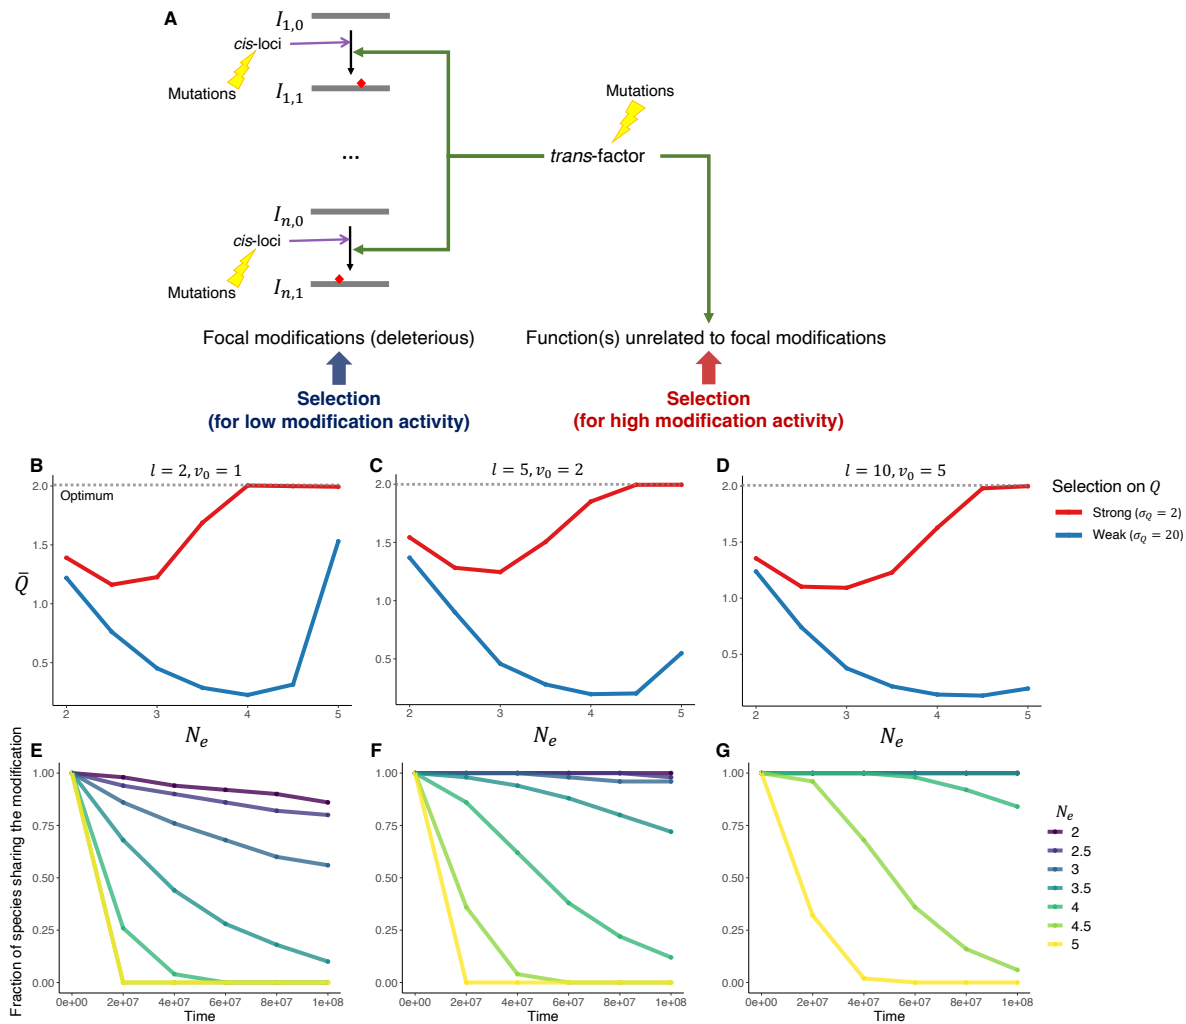 A
I1,0
cis-loci
Mutations
I1,1
...
Mutations
trans-factor
In,0
cis-loci
Mutations
In,1
Focal modifications (deleterious)
Function(s) unrelated to focal modifications
Selection
(for low modification activity)
Selection
(for high modification activity)
B
l = 2, v0 = 1
2.0
Optimum
1.5
1.0
0.5
Q̄
2 3 4 5
Ne
C
l = 5, v0 = 2
2.0
1.5
1.0
0.5
2 3 4 5
Ne
D
l = 10, v0 = 5
2.0
1.5
1.0
0.5
2 3 4 5
Ne
Selection on Q
Strong (σQ = 2)
Weak (σQ = 20)
E
Fraction of species sharing the modification
1.00
0.75
0.50
0.25
0.00
0e+00 2e+07 4e+07 6e+07 8e+07 1e+08
Time
F
1.00
0.75
0.50
0.25
0.00
0e+00 2e+07 4e+07 6e+07 8e+07 1e+08
Time
G
1.00
0.75
0.50
0.25
0.00
0e+00 2e+07 4e+07 6e+07 8e+07 1e+08
Time
Ne
2
2.5
3
3.5
4
4.5
5